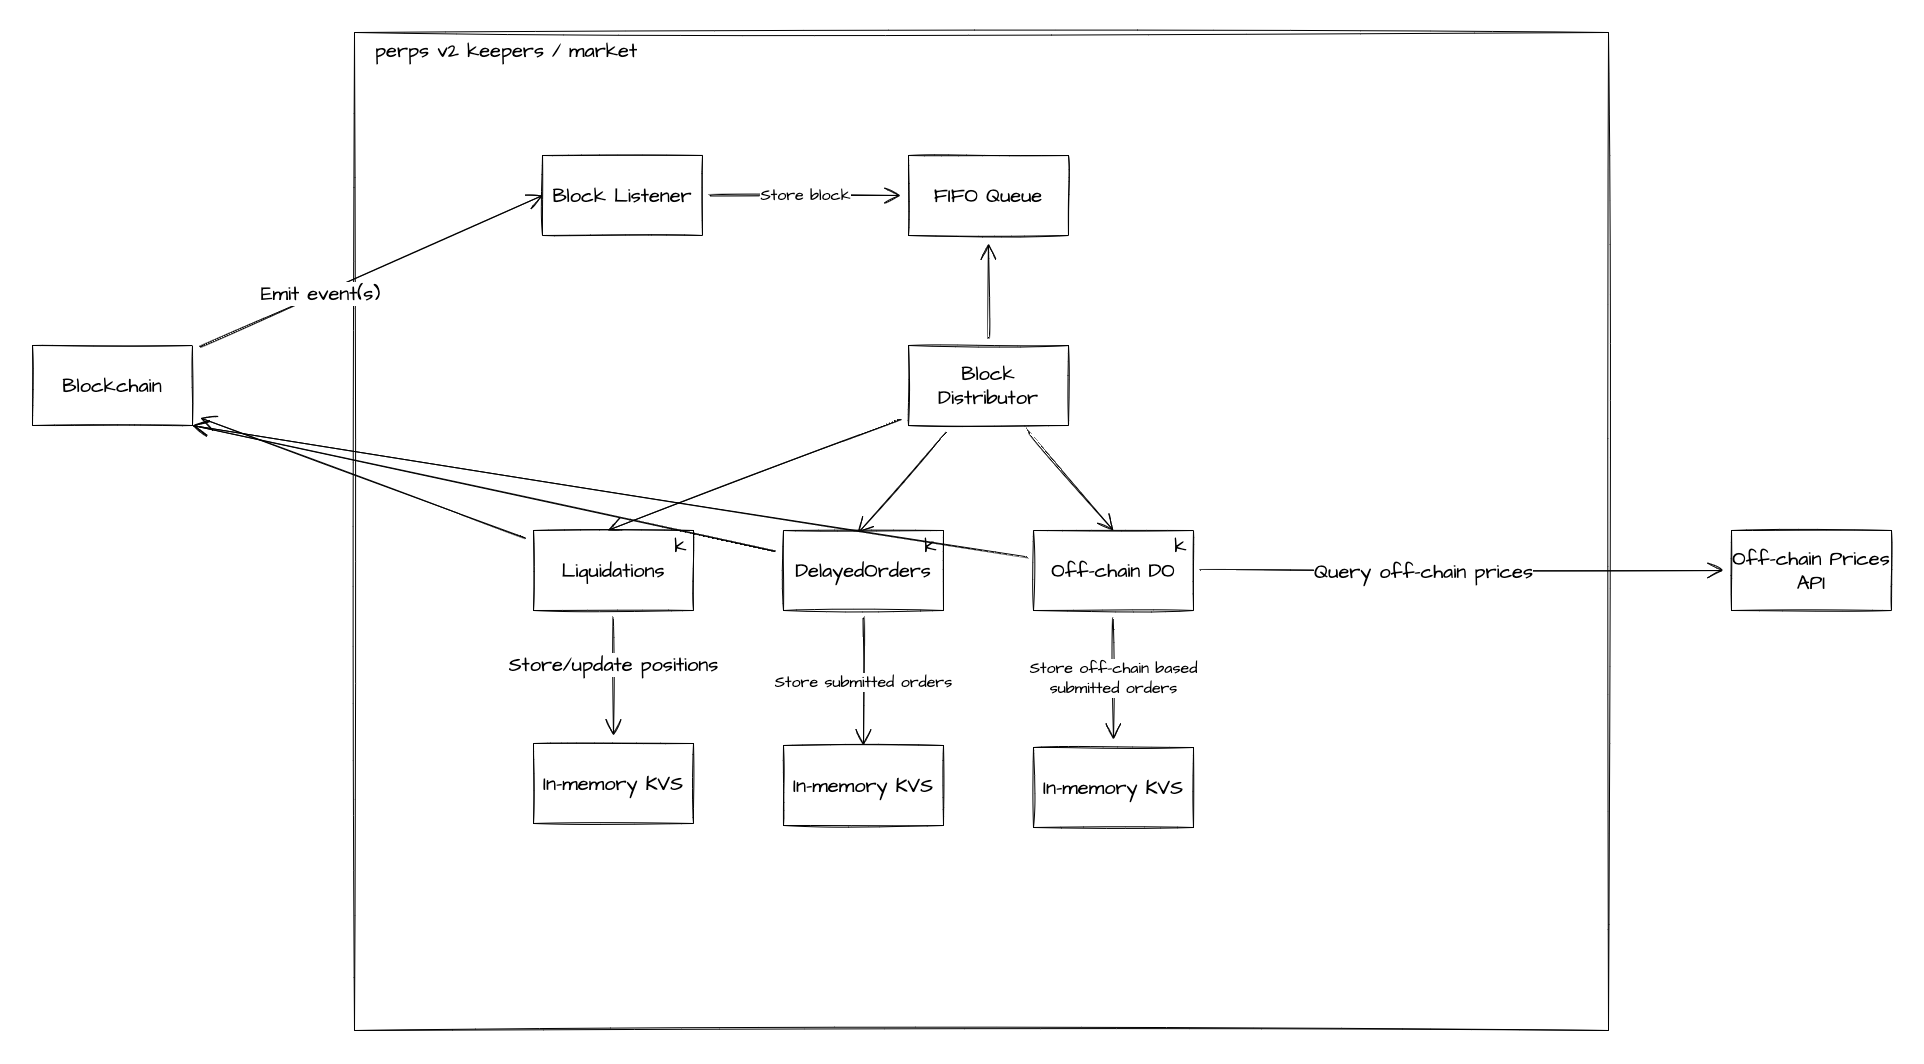 perps v2 keepers / market
Block Listener
Store block
FIFO Queue
Emit event(s)
Blockchain
Block
Distributor
k
Liquidations
k
DelayedOrders
k
Off-chain DO
Query off-chain prices
Off-chain Prices
API
Store/update positions
Store submitted orders
Store off-chain based
submitted orders
In-memory KVS
In-memory KVS
In-memory KVS